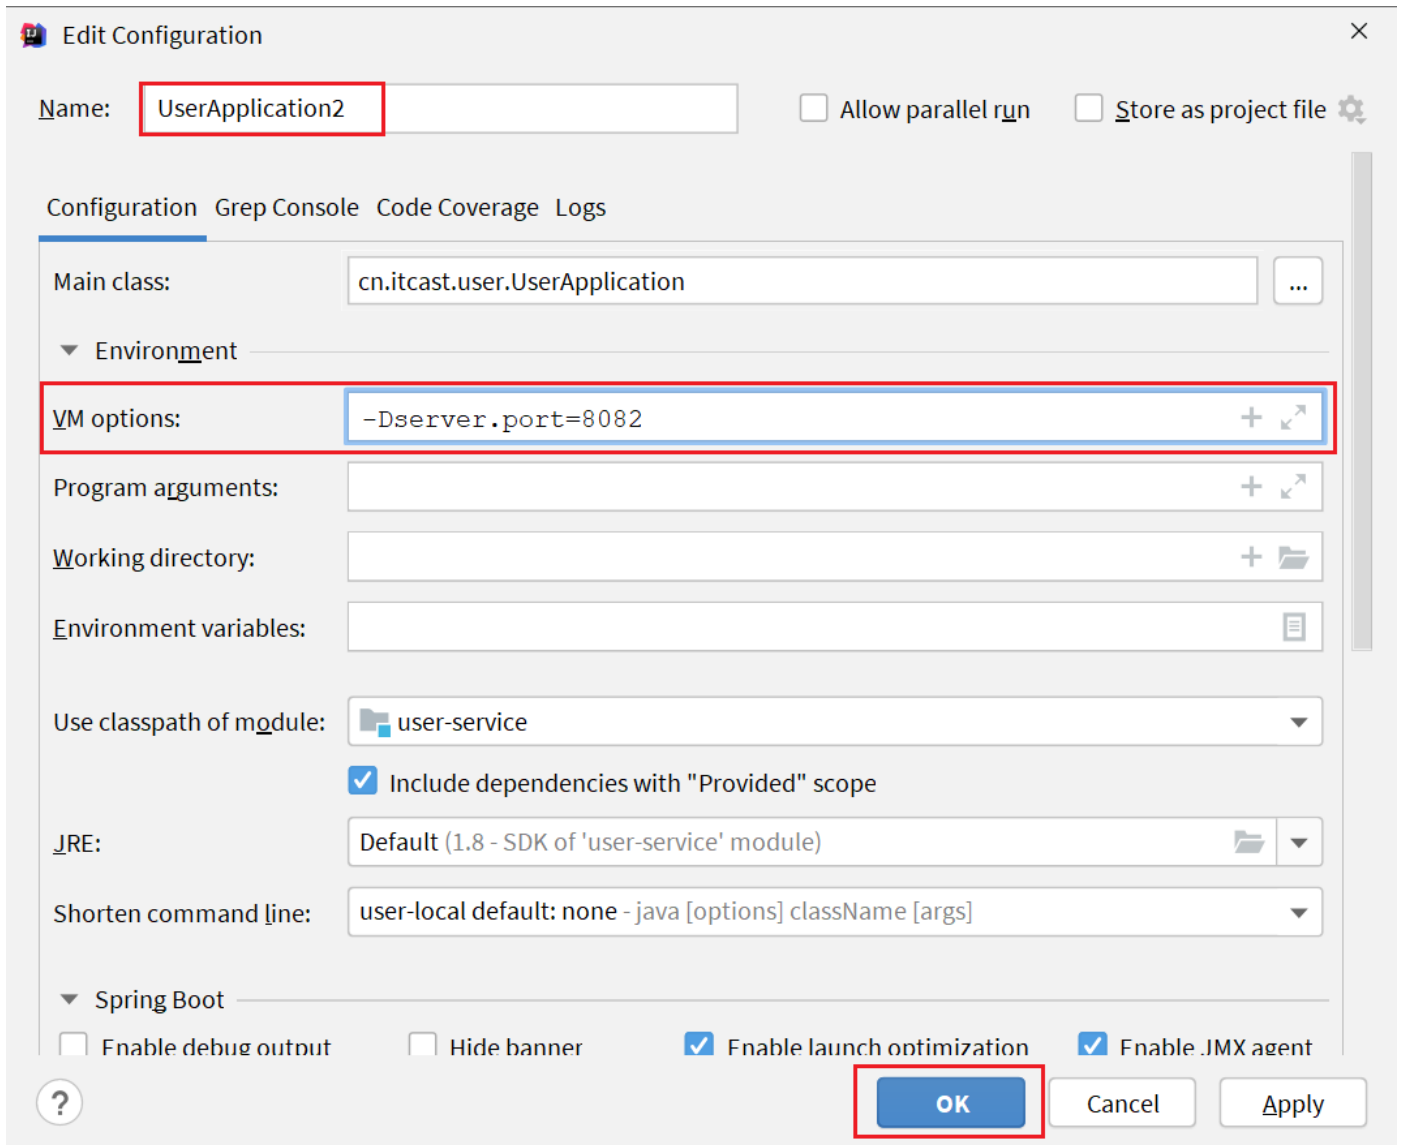 Edit Configuration
Name: UserApplication2 Allow parallel run Store as project file
Configuration Grep Console Code Coverage Logs
Main class: cn.itcast.user.UserApplication ...
Environment
VM options: -Dserver.port=8082
Program arguments:
Working directory:
Environment variables:
Use classpath of module: user-service
Include dependencies with "Provided" scope
JRE: Default (1.8 - SDK of 'user-service' module)
Shorten command line: user-local default: none - java [options] className [args]
Spring Boot
Enable debug output Hide banner Enable launch optimization Enable JMX agent
? OK Cancel Apply